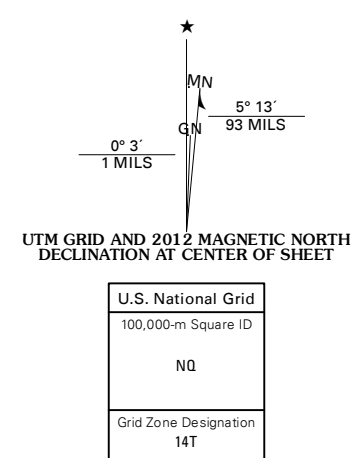 ★
MN
GN
5° 13´
93 MILS
0° 3´
1 MILS
UTM GRID AND 2012 MAGNETIC NORTH
DECLINATION AT CENTER OF SHEET
U.S. National Grid
100,000-m Square ID
NQ
Grid Zone Designation
14T